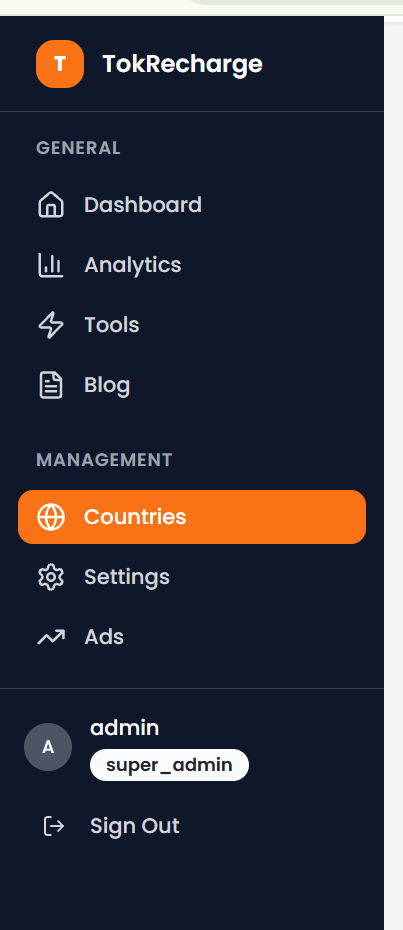 T
TokRecharge
GENERAL
Dashboard
Analytics
Tools
Blog
MANAGEMENT
Countries
Settings
Ads
A
admin
super_admin
Sign Out